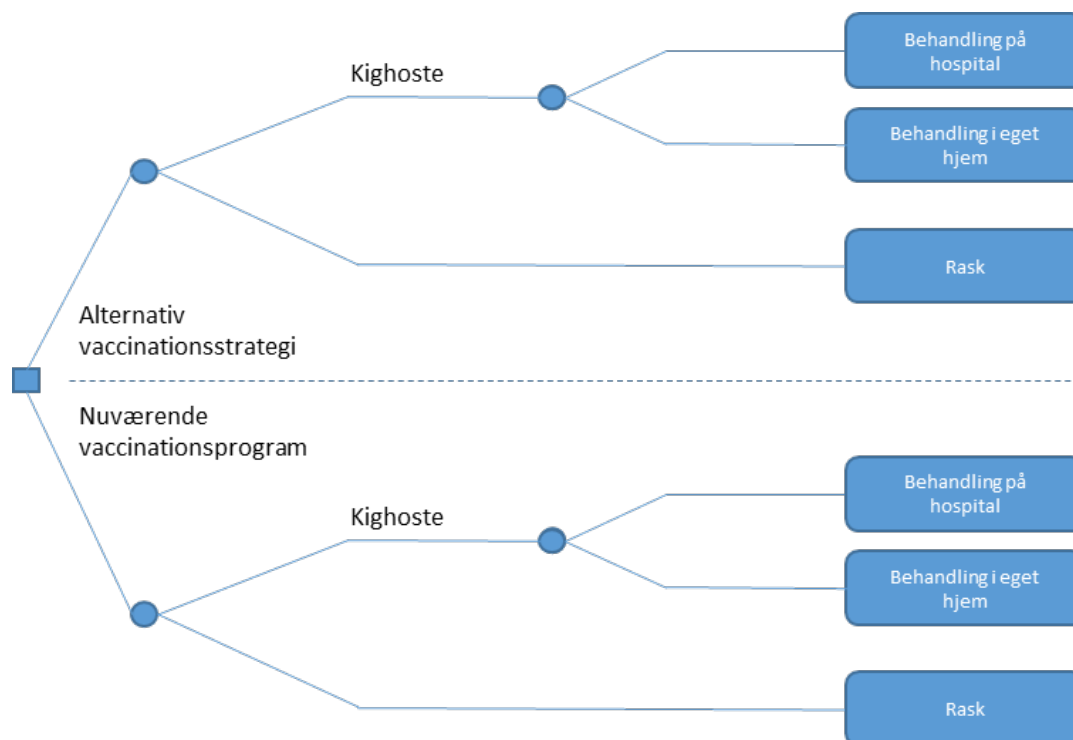 Behandling på
hospital
Kighoste
Behandling i eget
hjem
Rask
Alternativ
vaccinationsstrategi
Nuværende
vaccinationsprogram
Behandling på
hospital
Kighoste
Behandling i eget
hjem
Rask